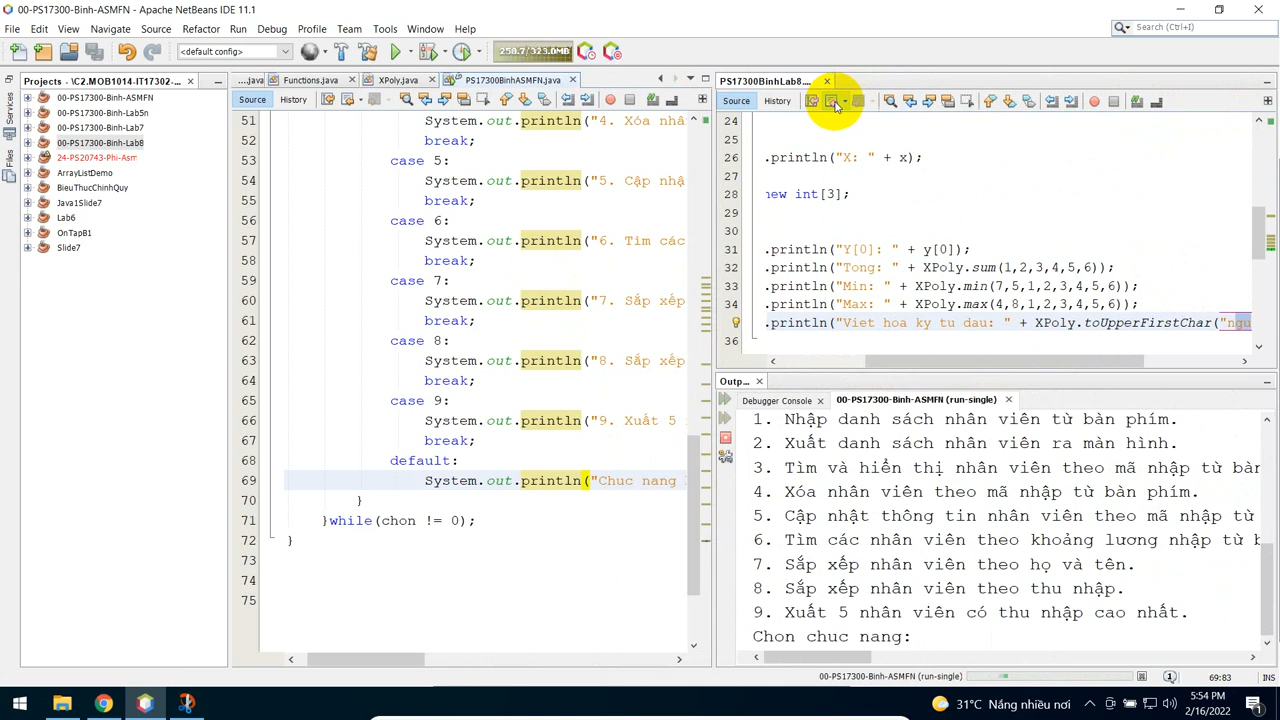 00-PS17300-Binh-ASMFN - Apache NetBeans IDE 11.1
File Edit View Navigate Source Refactor Run Debug Profile Team Tools Window Help
Search (Ctrl+I)
<default config>
250.7/323.0MB
Projects - \C2.MOB1014-IT17302-...
00-PS17300-Binh-ASMFN
00-PS17300-Binh-Lab5n
00-PS17300-Binh-Lab7
00-PS17300-Binh-Lab8
24-PS20743-Phi-Asm
ArrayListDemo
BieuThucChinhQuy
Java1Slide7
Lab6
OnTapB1
Slide7
Services
Files
...java Functions.java XPoly.java PS17300BinhASMFN.java
Source History
51 System.out.println("4. Xóa nhâ
52 break;
53 case 5:
54 System.out.println("5. Cập nhậ
55 break;
56 case 6:
57 System.out.println("6. Tìm các
58 break;
59 case 7:
60 System.out.println("7. Sắp xếp
61 break;
62 case 8:
63 System.out.println("8. Sắp xếp
64 break;
65 case 9:
66 System.out.println("9. Xuất 5
67 break;
68 default:
69 System.out.println("Chuc nang
70 }
71 }while(chon != 0);
72 }
73
74
75
PS17300BinhLab8....
Source History
24
25
26 .println("X: " + x);
27
28 new int[3];
29
30
31 .println("Y[0]: " + y[0]);
32 .println("Tong: " + XPoly.sum(1,2,3,4,5,6));
33 .println("Min: " + XPoly.min(7,5,1,2,3,4,5,6));
34 .println("Max: " + XPoly.max(4,8,1,2,3,4,5,6));
.println("Viet hoa ky tu dau: " + XPoly.toUpperFirstChar("ngu
36
Outp...
Debugger Console 00-PS17300-Binh-ASMFN (run-single)
1. Nhập danh sách nhân viên từ bàn phím.
2. Xuất danh sách nhân viên ra màn hình.
3. Tìm và hiển thị nhân viên theo mã nhập từ bàn
4. Xóa nhân viên theo mã nhập từ bàn phím.
5. Cập nhật thông tin nhân viên theo mã nhập từ
6. Tìm các nhân viên theo khoảng lương nhập từ b
7. Sắp xếp nhân viên theo họ và tên.
8. Sắp xếp nhân viên theo thu nhập.
9. Xuất 5 nhân viên có thu nhập cao nhất.
Chon chuc nang:
00-PS17300-Binh-ASMFN (run-single)
1
69:83
INS
31°C Nắng nhiều nơi
5:54 PM
2/16/2022
1